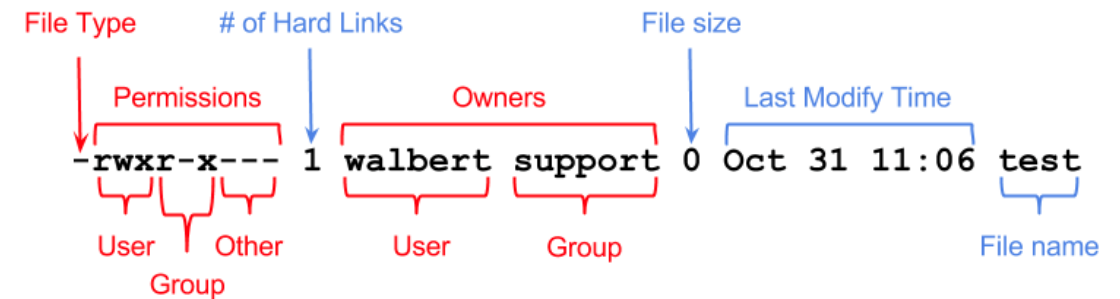 File Type # of Hard Links File size
Permissions Owners Last Modify Time
-rwxr-x--- 1 walbert support 0 Oct 31 11:06 test
User Other User Group File name
Group